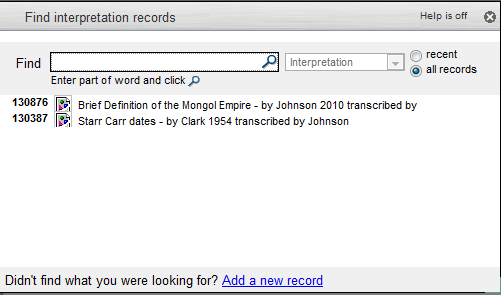 Find interpretation records Help is off
Find Interpretation recent
all records
Enter part of word and click
130876 Brief Definition of the Mongol Empire - by Johnson 2010 transcribed by
130387 Starr Carr dates - by Clark 1954 transcribed by Johnson
Didn't find what you were looking for? Add a new record